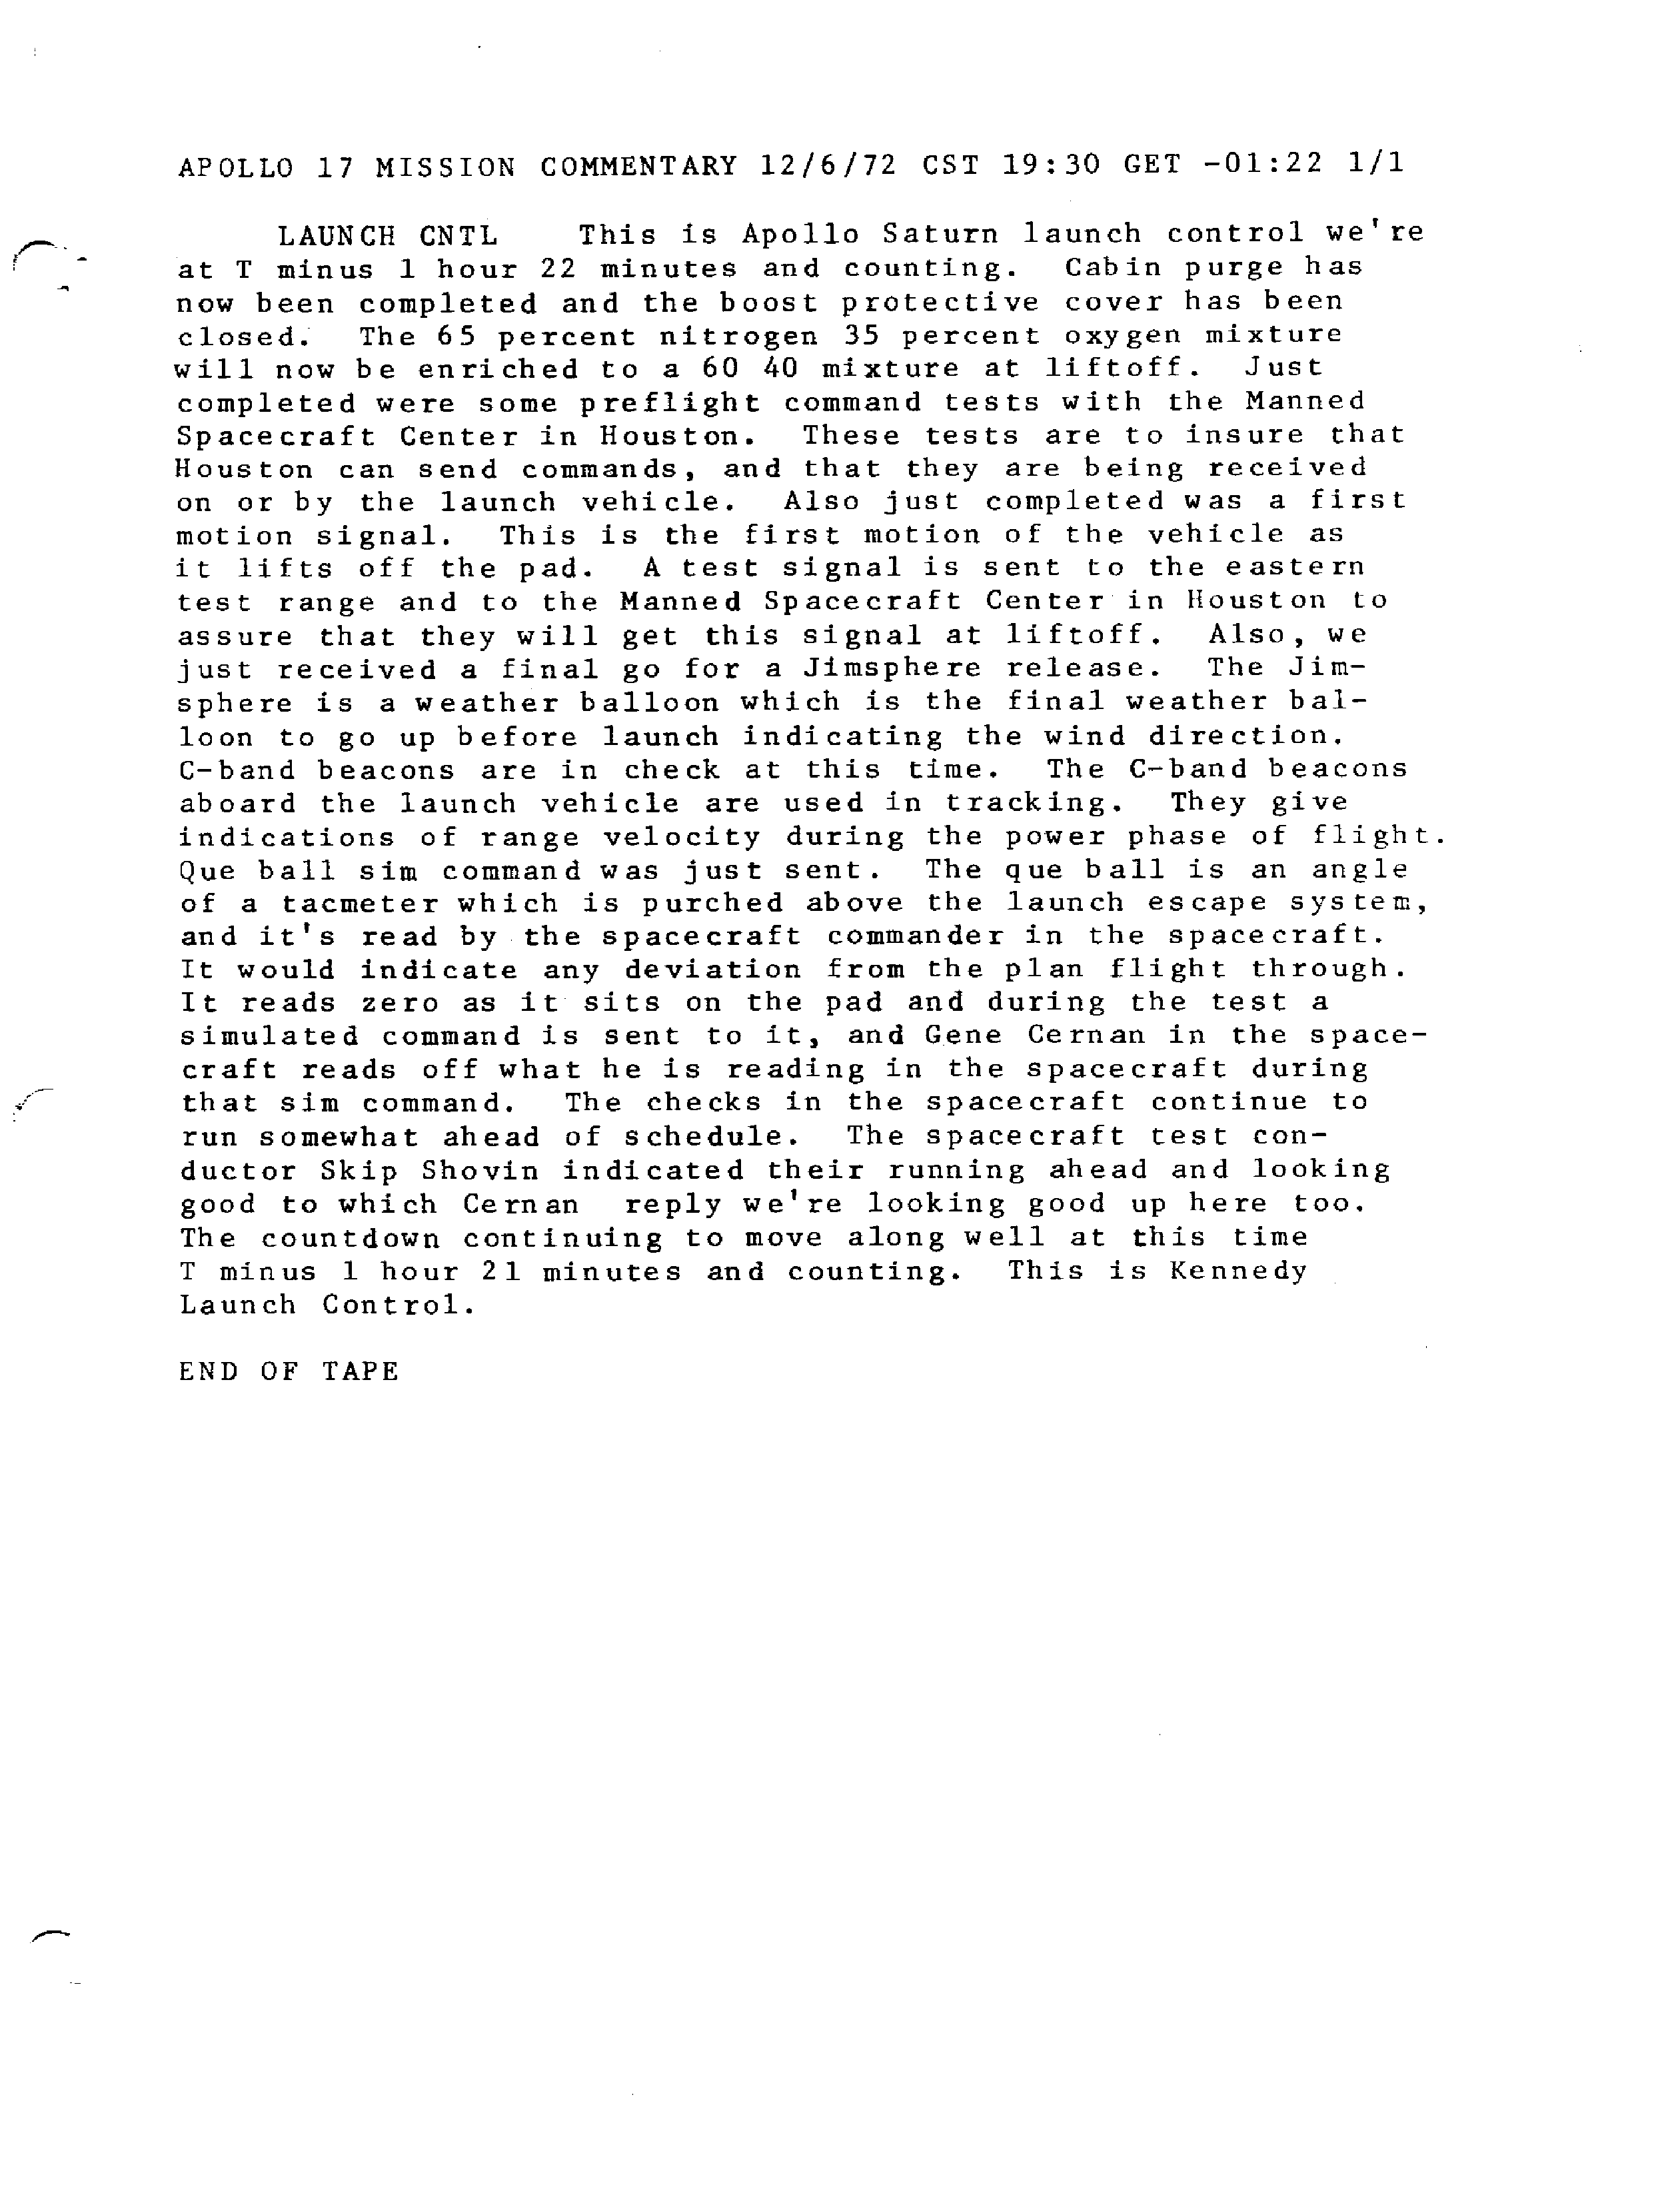 APOLLO 17 MISSION COMMENTARY 12/6/72 CST 19:30 GET -01:22 1/1
LAUNCH CNTL This is Apollo Saturn launch control we're
at T minus 1 hour 22 minutes and counting. Cabin purge has
now been completed and the boost protective cover has been
closed. The 65 percent nitrogen 35 percent oxygen mixture
will now be enriched to a 60 40 mixture at liftoff. Just
completed were some preflight command tests with the Manned
Spacecraft Center in Houston. These tests are to insure that
Houston can send commands, and that they are being received
on or by the launch vehicle. Also just completed was a first
motion signal. This is the first motion of the vehicle as
it lifts off the pad. A test signal is sent to the eastern
test range and to the Manned Spacecraft Center in Houston to
assure that they will get this signal at liftoff. Also, we
just received a final go for a Jimsphere release. The Jim-
sphere is a weather balloon which is the final weather bal-
loon to go up before launch indicating the wind direction.
C-band beacons are in check at this time. The C-band beacons
aboard the launch vehicle are used in tracking. They give
indications of range velocity during the power phase of flight.
Que ball sim command was just sent. The que ball is an angle
of a tacmeter which is purched above the launch escape system,
and it's read by the spacecraft commander in the spacecraft.
It would indicate any deviation from the plan flight through.
It reads zero as it sits on the pad and during the test a
simulated command is sent to it, and Gene Cernan in the space-
craft reads off what he is reading in the spacecraft during
that sim command. The checks in the spacecraft continue to
run somewhat ahead of schedule. The spacecraft test con-
ductor Skip Shovin indicated their running ahead and looking
good to which Cernan reply we're looking good up here too.
The countdown continuing to move along well at this time
T minus 1 hour 21 minutes and counting. This is Kennedy
Launch Control.
END OF TAPE